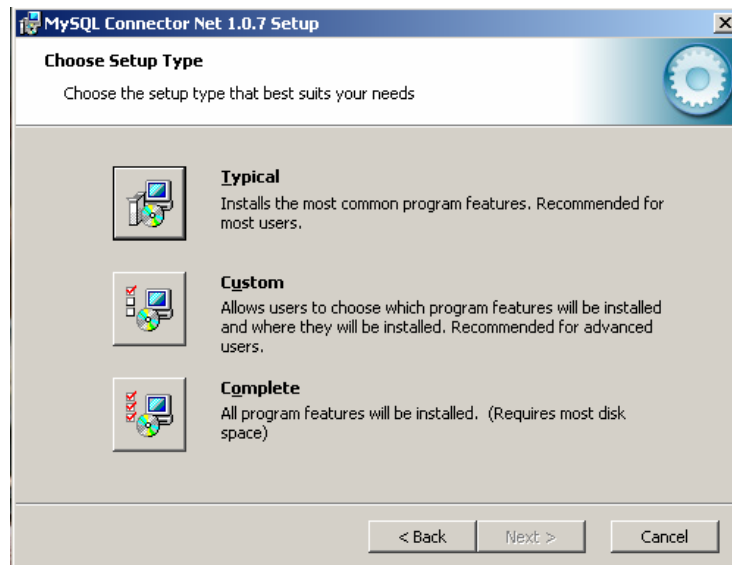 MySQL Connector Net 1.0.7 Setup
Choose Setup Type
Choose the setup type that best suits your needs
Typical
Installs the most common program features. Recommended for
most users.
Custom
Allows users to choose which program features will be installed
and where they will be installed. Recommended for advanced
users.
Complete
All program features will be installed. (Requires most disk
space)
< Back Next > Cancel